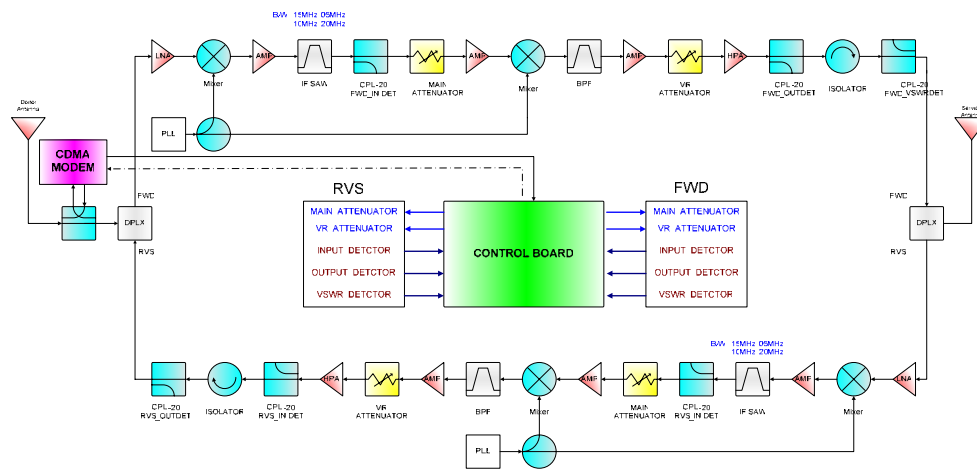 B/W 15MHz 05MHz
10MHz 20MHz
LNA
Mixer
AMP
IF SAW
CPL-20
FWD_IN DET
MAIN
ATTENUATOR
AMP
Mixer
BPF
AMP
VR
ATTENUATOR
HPA
CPL-20
FWD_OUTDET
ISOLATOR
CPL-20
FWD_VSWRDET
Donor
Antenna
PLL
CDMA
MODEM
FWD
DPLX
RVS
RVS
MAIN ATTENUATOR
VR ATTENUATOR
INPUT DETCTOR
OUTPUT DETCTOR
VSWR DETCTOR
CONTROL BOARD
FWD
MAIN ATTENUATOR
VR ATTENUATOR
INPUT DETCTOR
OUTPUT DETCTOR
VSWR DETCTOR
Antenna
FWD
DPLX
RVS
B/W 15MHz 05MHz
10MHz 20MHz
CPL-20
RVS_OUTDET
ISOLATOR
CPL-20
RVS_IN DET
HPA
VR
ATTENUATOR
AMP
BPF
Mixer
AMP
MAIN
ATTENUATOR
CPL-20
RVS_IN DET
IF SAW
AMP
Mixer
LNA
PLL